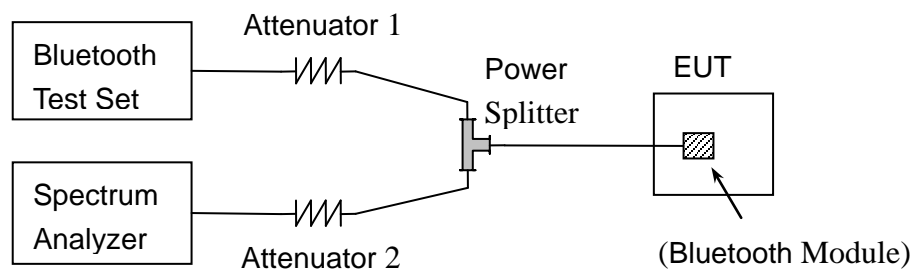 Attenuator 1
Bluetooth
Test Set
Power
Splitter
EUT
Spectrum
Analyzer
Attenuator 2
(Bluetooth Module)